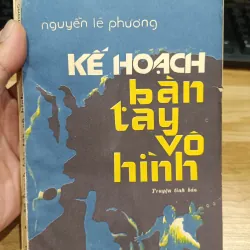 nguyễn lê phương
KẾ HOẠCH
bàn
tay
vô
hình
Truyện tình báo